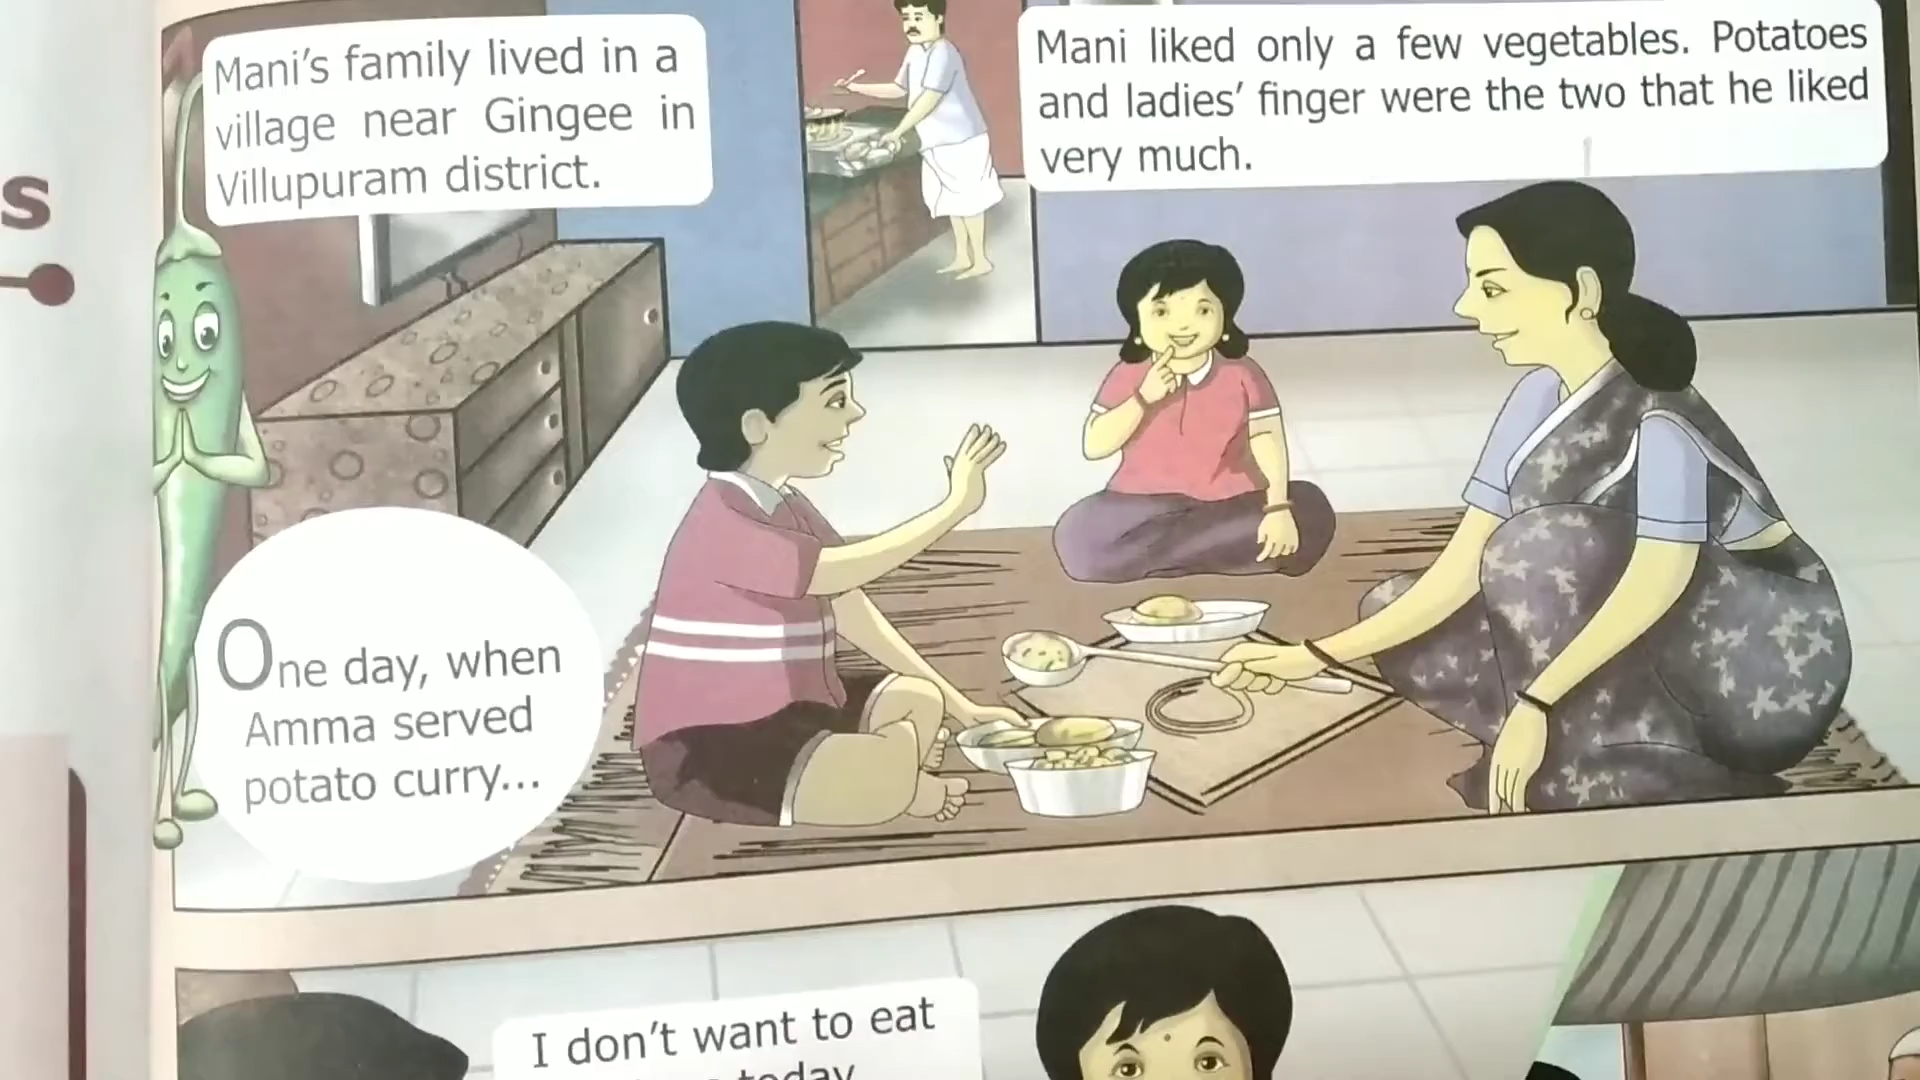 s
Mani's family lived in a
village near Gingee in
Villupuram district.
Mani liked only a few vegetables. Potatoes
and ladies' finger were the two that he liked
very much.
One day, when
Amma served
potato curry...
I don't want to eat
today